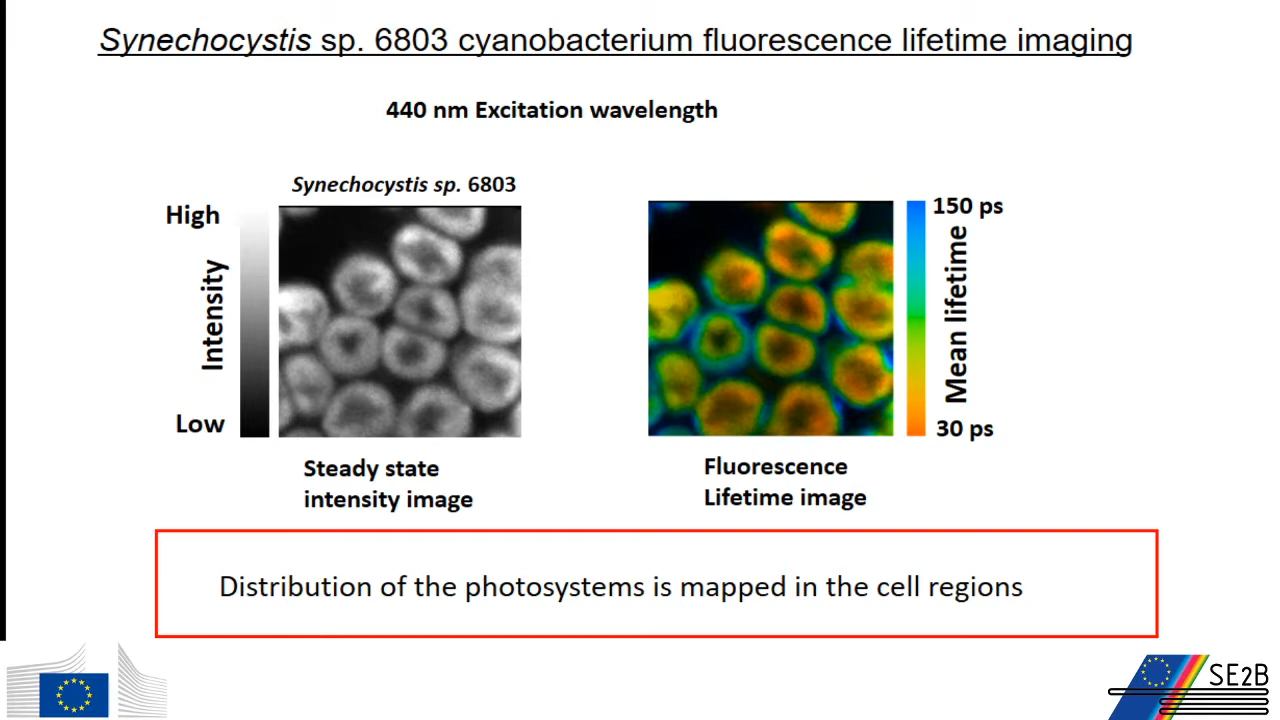 Synechocystis sp. 6803 cyanobacterium fluorescence lifetime imaging
440 nm Excitation wavelength
Synechocystis sp. 6803
High
Intensity
Low
150 ps
Mean lifetime
30 ps
Steady state
intensity image
Fluorescence
Lifetime image
Distribution of the photosystems is mapped in the cell regions
SE2B